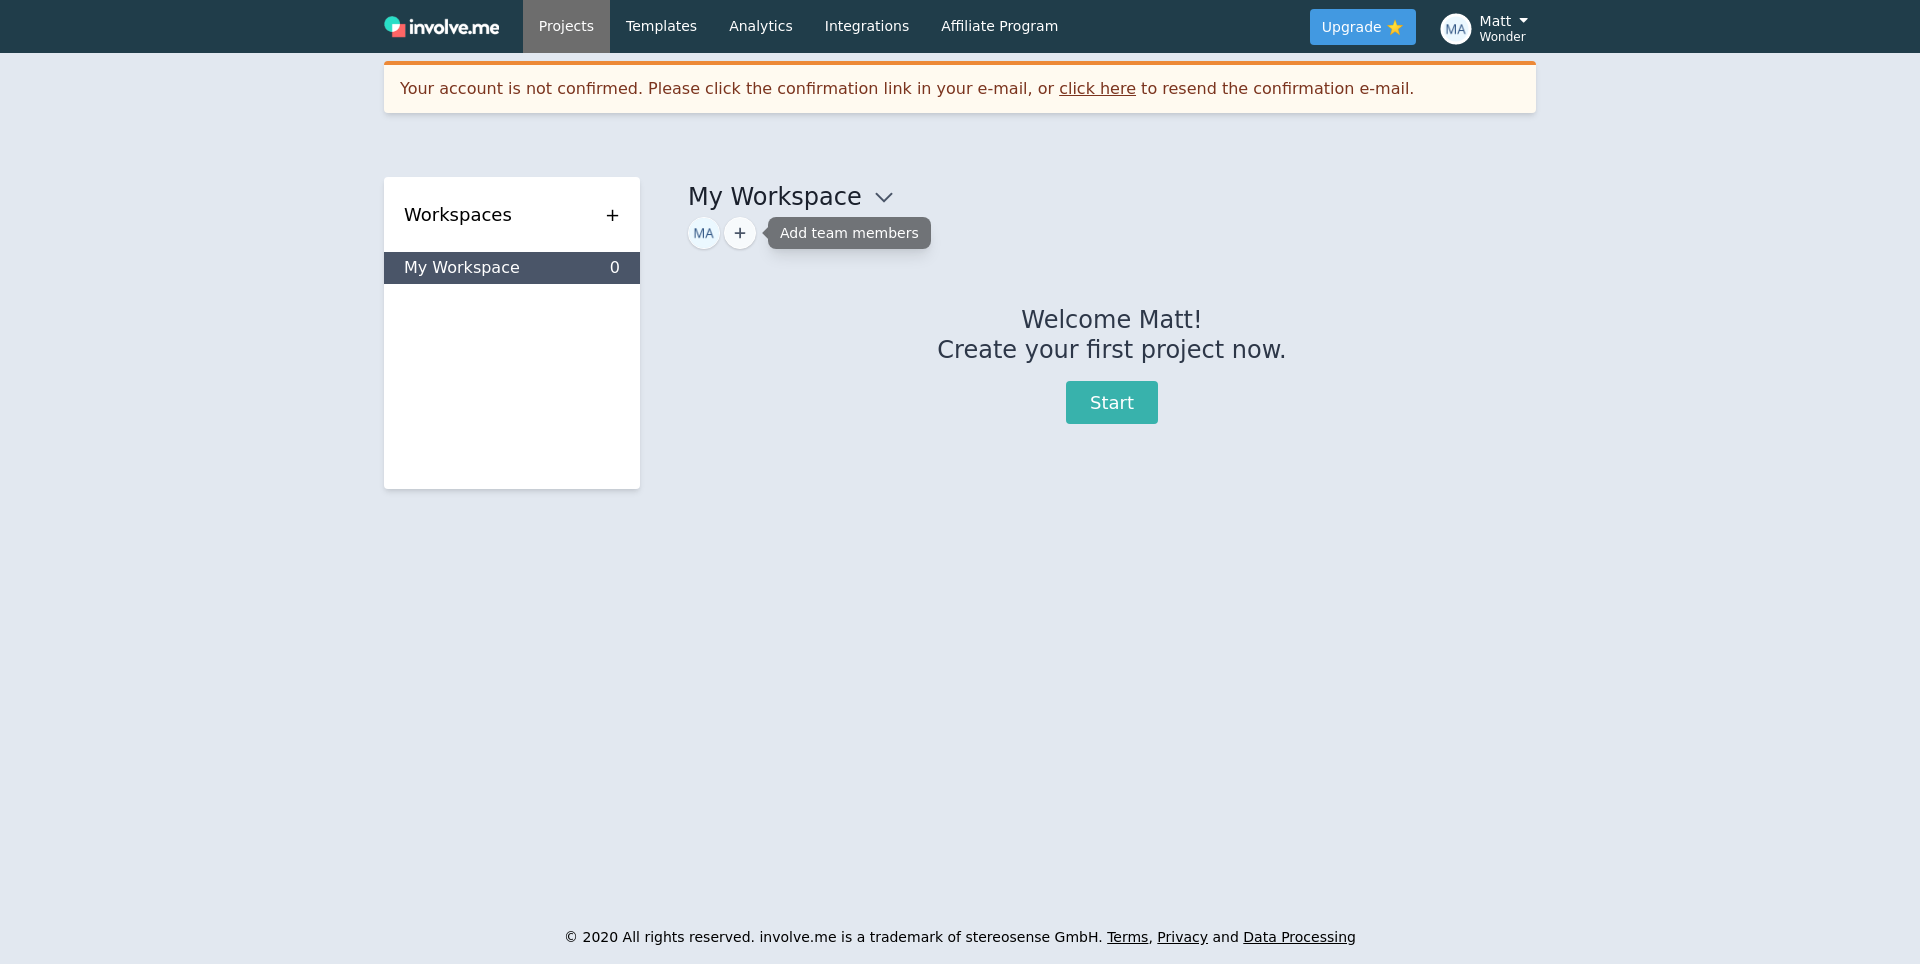 involve.me
Projects
Templates
Analytics
Integrations
Affiliate Program
Upgrade ⭐
MA
Matt
Wonder
Your account is not confirmed. Please click the confirmation link in your e-mail, or click here to resend the confirmation e-mail.
Workspaces +
My Workspace 0
My Workspace
MA + Add team members
Welcome Matt!
Create your first project now.
Start
© 2020 All rights reserved. involve.me is a trademark of stereosense GmbH. Terms, Privacy and Data Processing